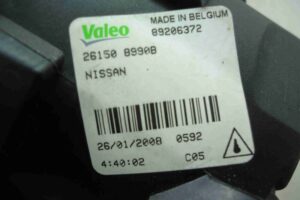 Valeo
MADE IN BELGIUM
89206372
26150 8990B
NISSAN
26/01/2008 0592
4:40:02 C05